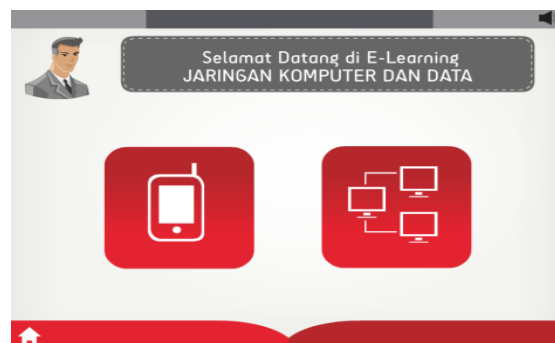 Selamat Datang di E-Learning
JARINGAN KOMPUTER DAN DATA